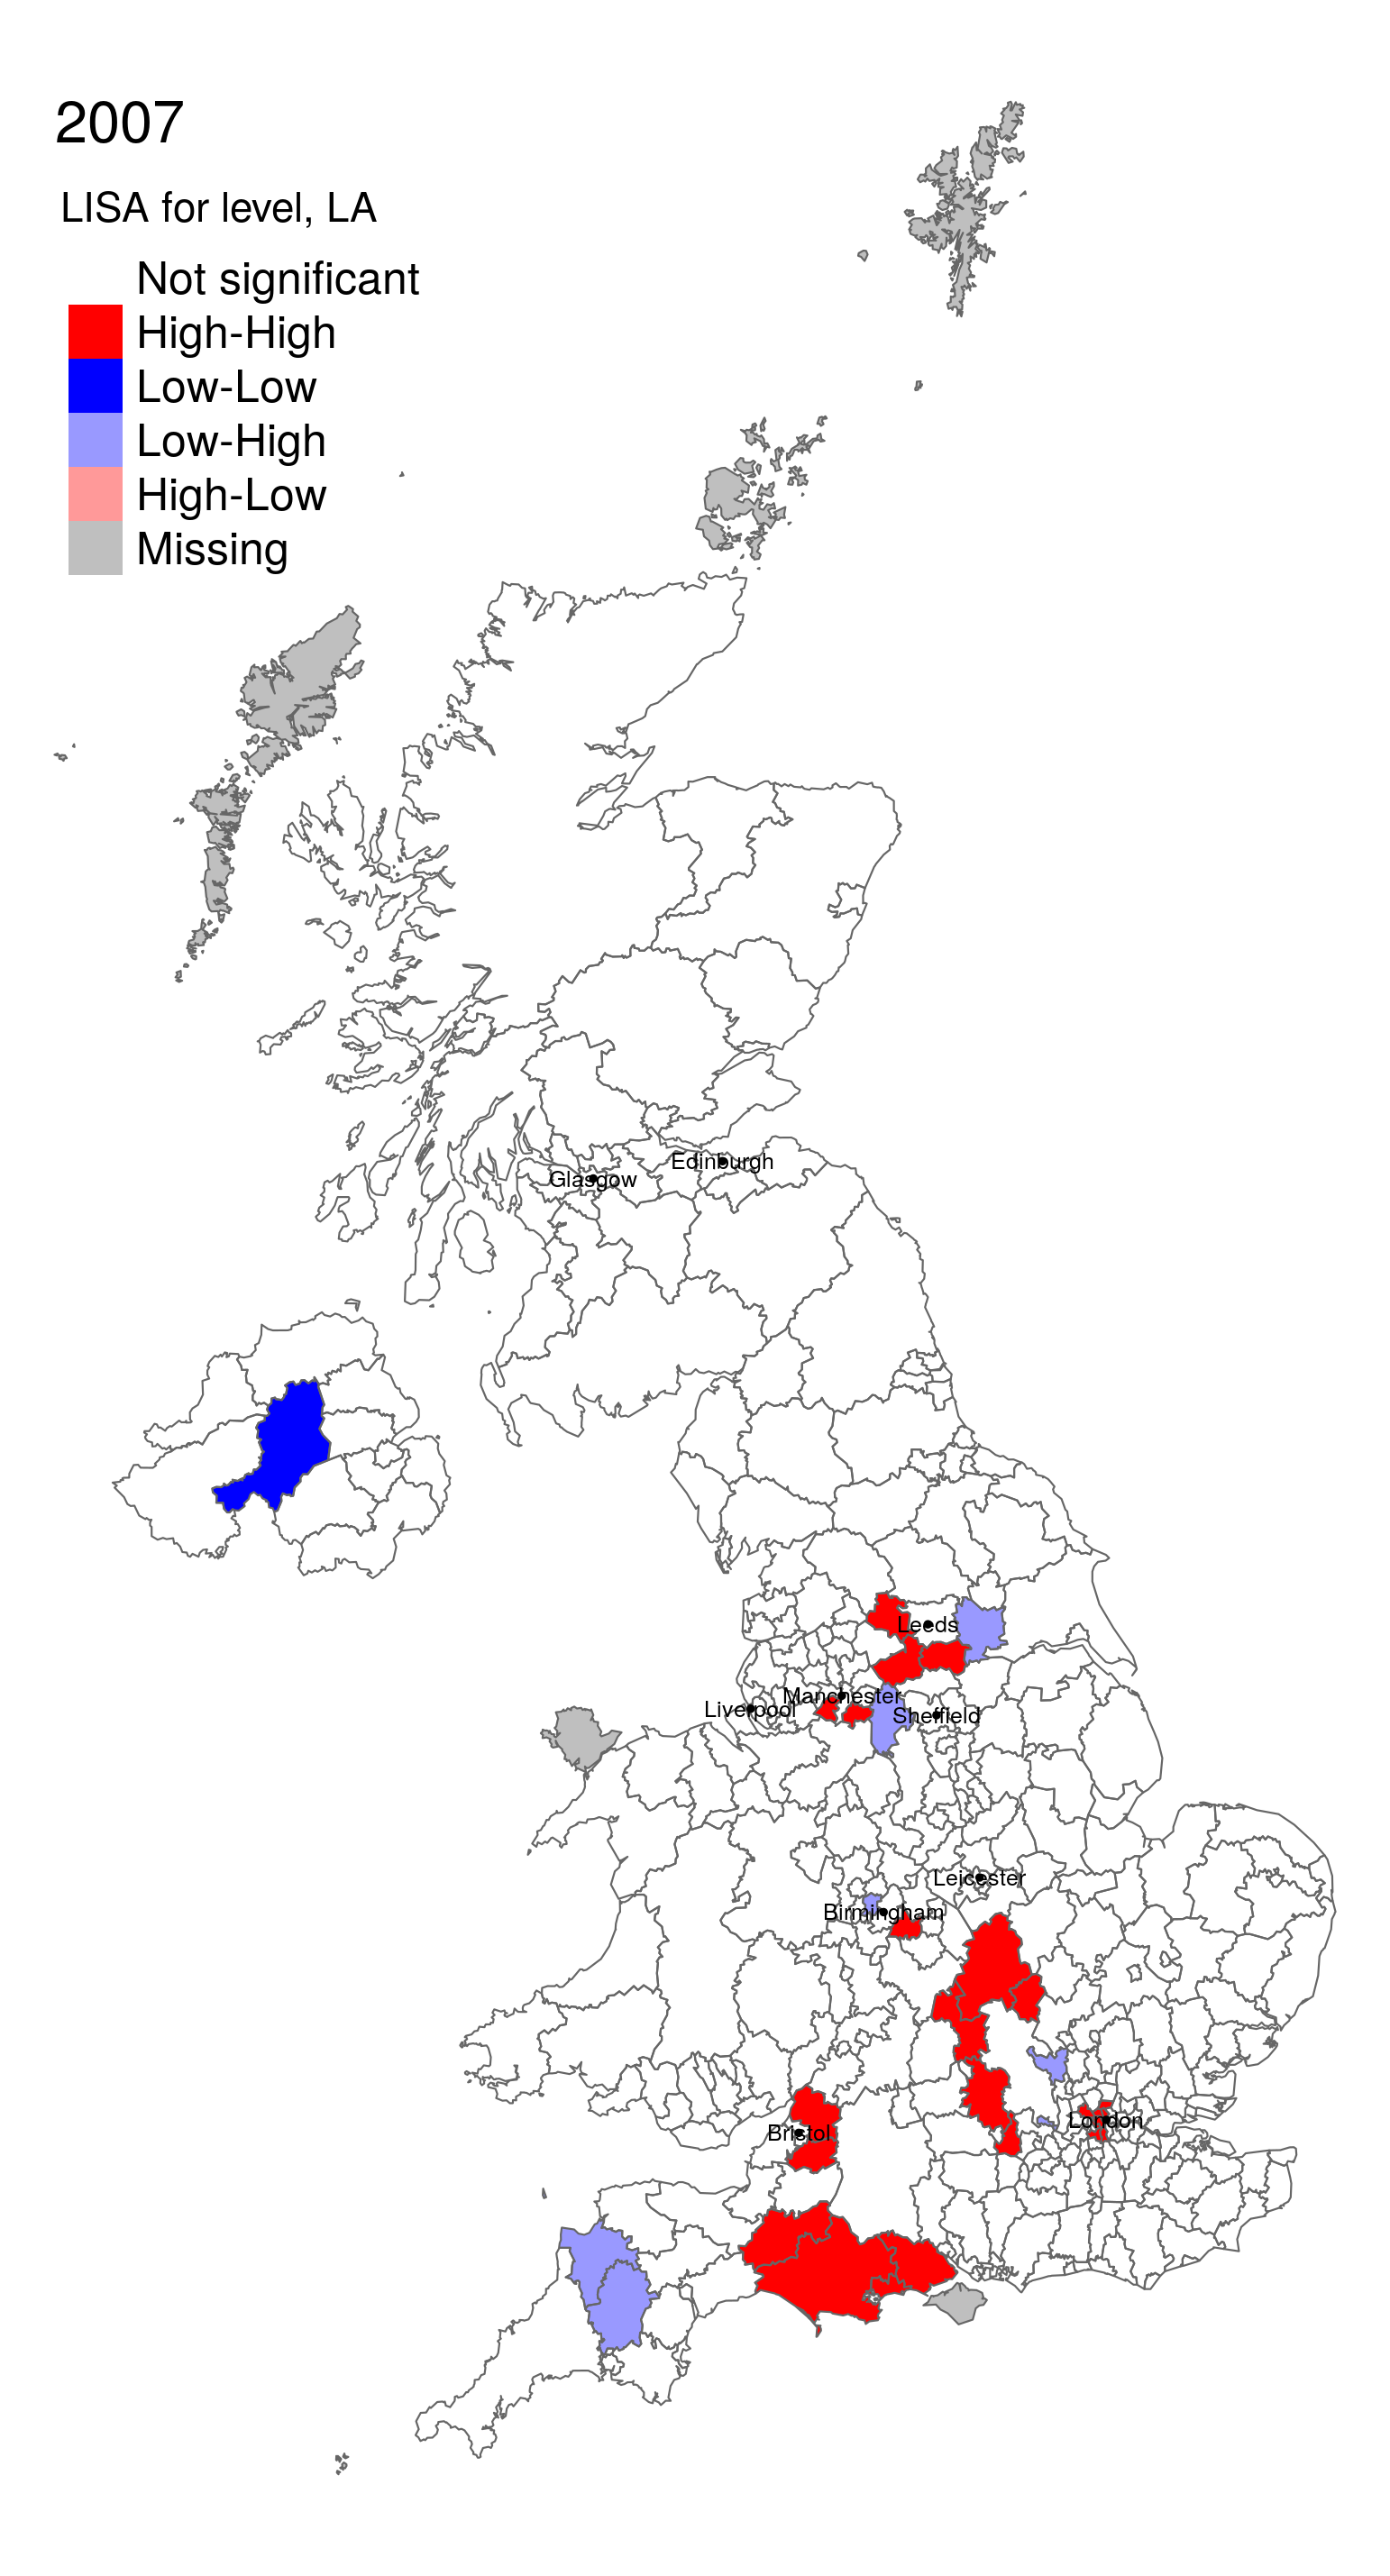 2007
LISA for level, LA
Not significant
High-High
Low-Low
Low-High
High-Low
Missing
Edinburgh
Glasgow
Leeds
Manchester
Liverpool
Sheffield
Leicester
Birmingham
London
Bristol